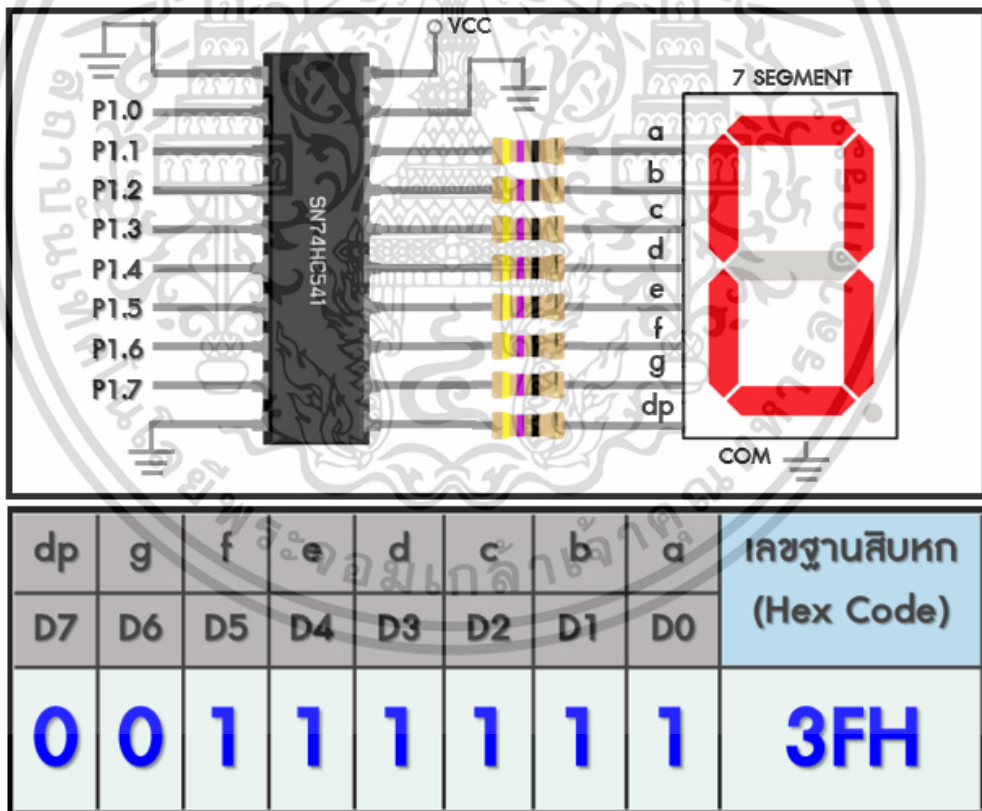 VCC
7 SEGMENT
P1.0
P1.1
P1.2
P1.3
P1.4
P1.5
P1.6
P1.7
SN74HC541
a
b
c
d
e
f
g
dp
COM
dp g f e d c b a เลขฐานสิบหก
D7 D6 D5 D4 D3 D2 D1 D0 (Hex Code)
0 0 1 1 1 1 1 1 3FH